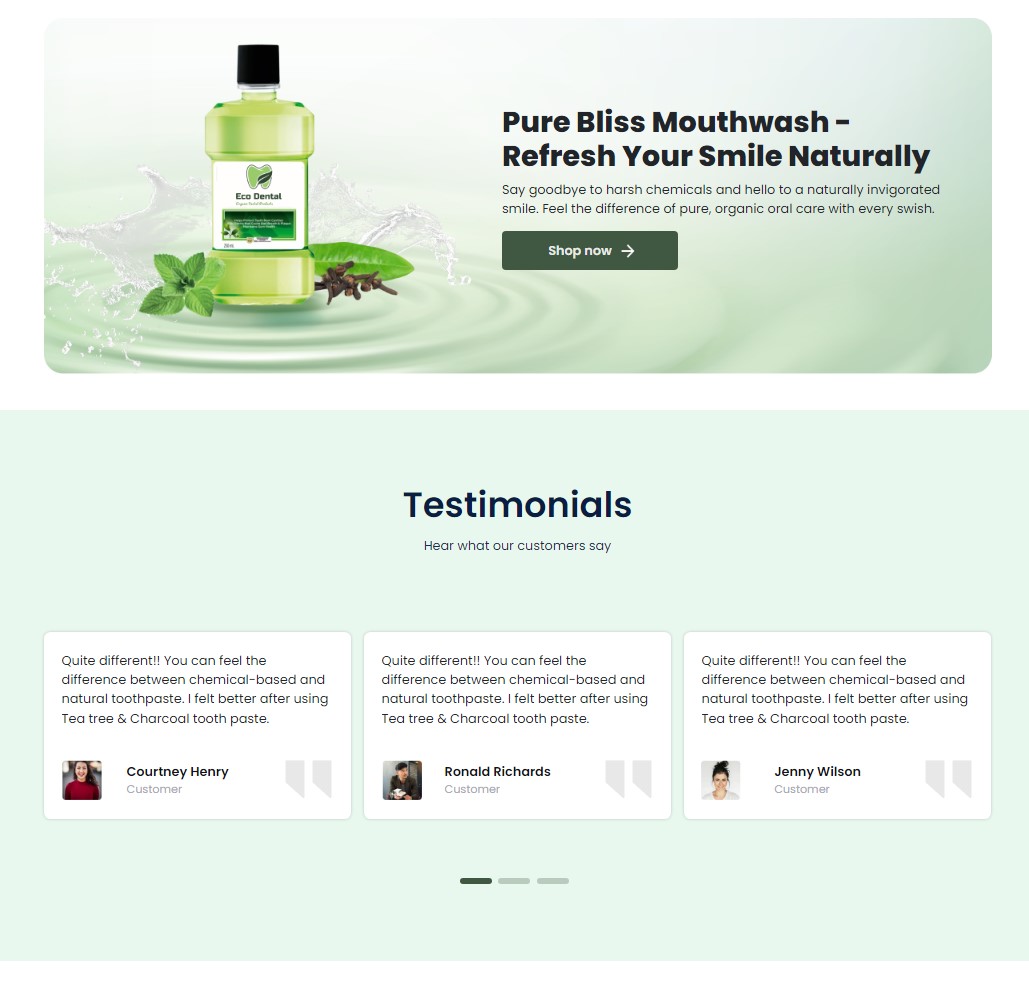 Pure Bliss Mouthwash -
Refresh Your Smile Naturally
Say goodbye to harsh chemicals and hello to a naturally invigorated
smile. Feel the difference of pure, organic oral care with every swish.
Shop now
Eco Dental
Testimonials
Hear what our customers say
Quite different!! You can feel the
difference between chemical-based and
natural toothpaste. I felt better after using
Tea tree & Charcoal tooth paste.
Courtney Henry
Customer
Quite different!! You can feel the
difference between chemical-based and
natural toothpaste. I felt better after using
Tea tree & Charcoal tooth paste.
Ronald Richards
Customer
Quite different!! You can feel the
difference between chemical-based and
natural toothpaste. I felt better after using
Tea tree & Charcoal tooth paste.
Jenny Wilson
Customer